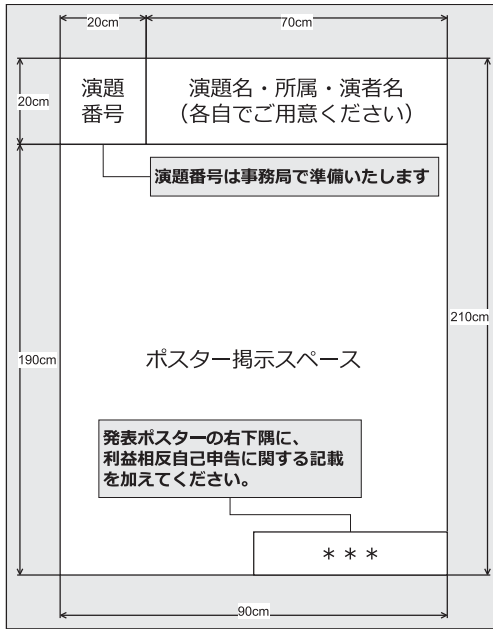 20cm
70cm
20cm
演題
番号
演題名・所属・演者名
（各自でご用意ください）
演題番号は事務局で準備いたします
190cm
210cm
ポスター掲示スペース
発表ポスターの右下隅に、
利益相反自己申告に関する記載
を加えてください。
＊＊＊
90cm